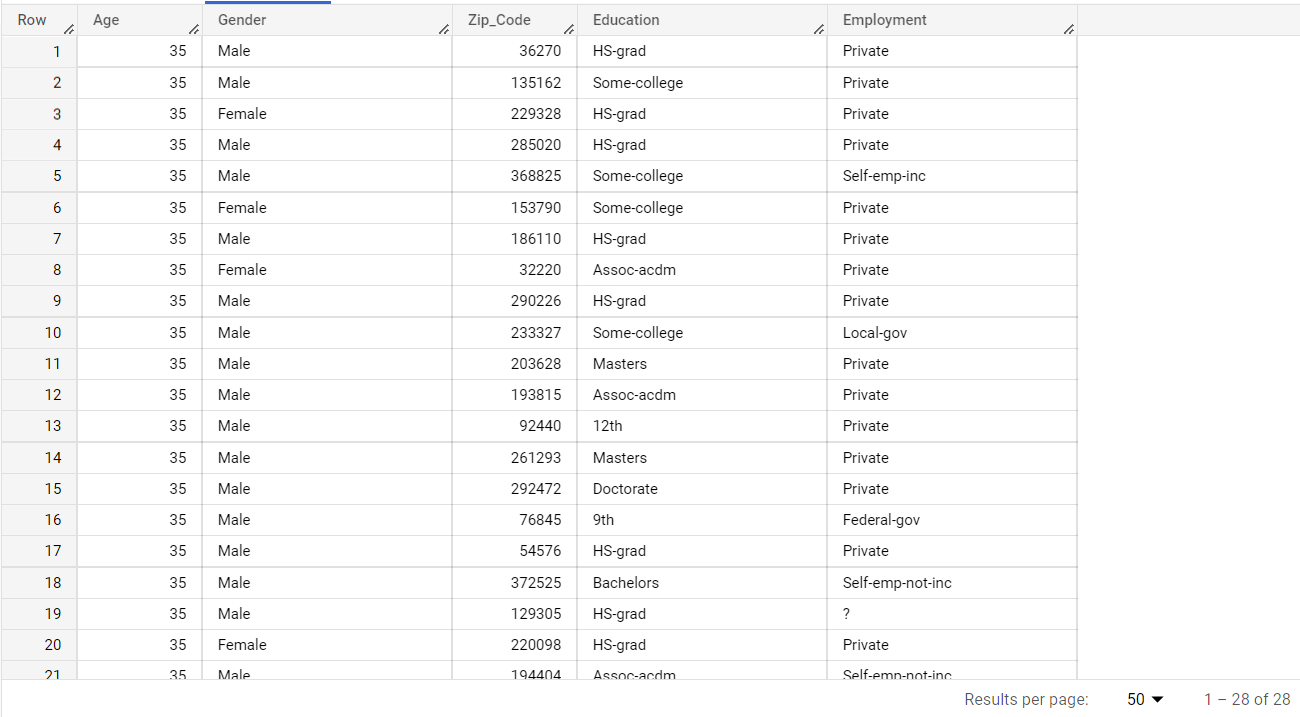 Row Age Gender Zip_Code Education Employment
1 35 Male 36270 HS-grad Private
2 35 Male 135162 Some-college Private
3 35 Female 229328 HS-grad Private
4 35 Male 285020 HS-grad Private
5 35 Male 368825 Some-college Self-emp-inc
6 35 Female 153790 Some-college Private
7 35 Male 186110 HS-grad Private
8 35 Female 32220 Assoc-acdm Private
9 35 Male 290226 HS-grad Private
10 35 Male 233327 Some-college Local-gov
11 35 Male 203628 Masters Private
12 35 Male 193815 Assoc-acdm Private
13 35 Male 92440 12th Private
14 35 Male 261293 Masters Private
15 35 Male 292472 Doctorate Private
16 35 Male 76845 9th Federal-gov
17 35 Male 54576 HS-grad Private
18 35 Male 372525 Bachelors Self-emp-not-inc
19 35 Male 129305 HS-grad ?
20 35 Female 220098 HS-grad Private
21 35 Male 194404 Assoc-acdm Self-emp-not-inc
Results per page: 50 1 – 28 of 28